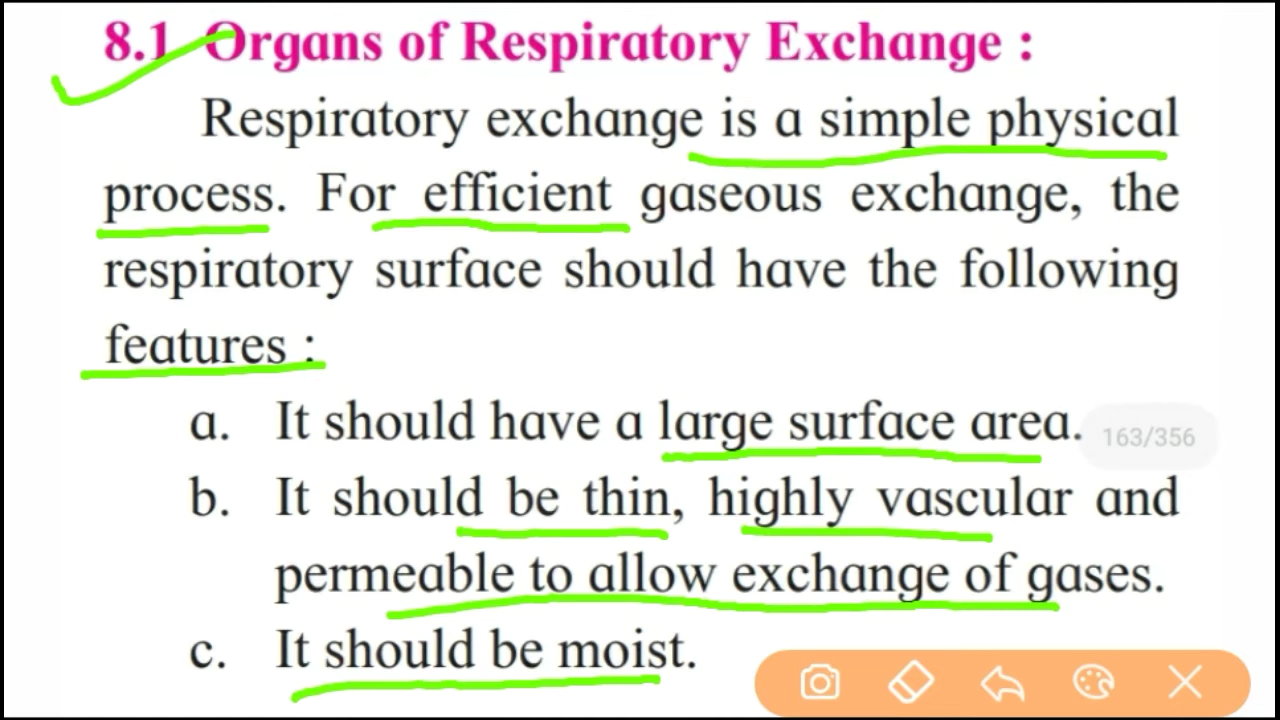 8.1 Organs of Respiratory Exchange :
Respiratory exchange is a simple physical
process. For efficient gaseous exchange, the
respiratory surface should have the following
features :
a. It should have a large surface area.
163/356
b. It should be thin, highly vascular and
permeable to allow exchange of gases.
c. It should be moist.